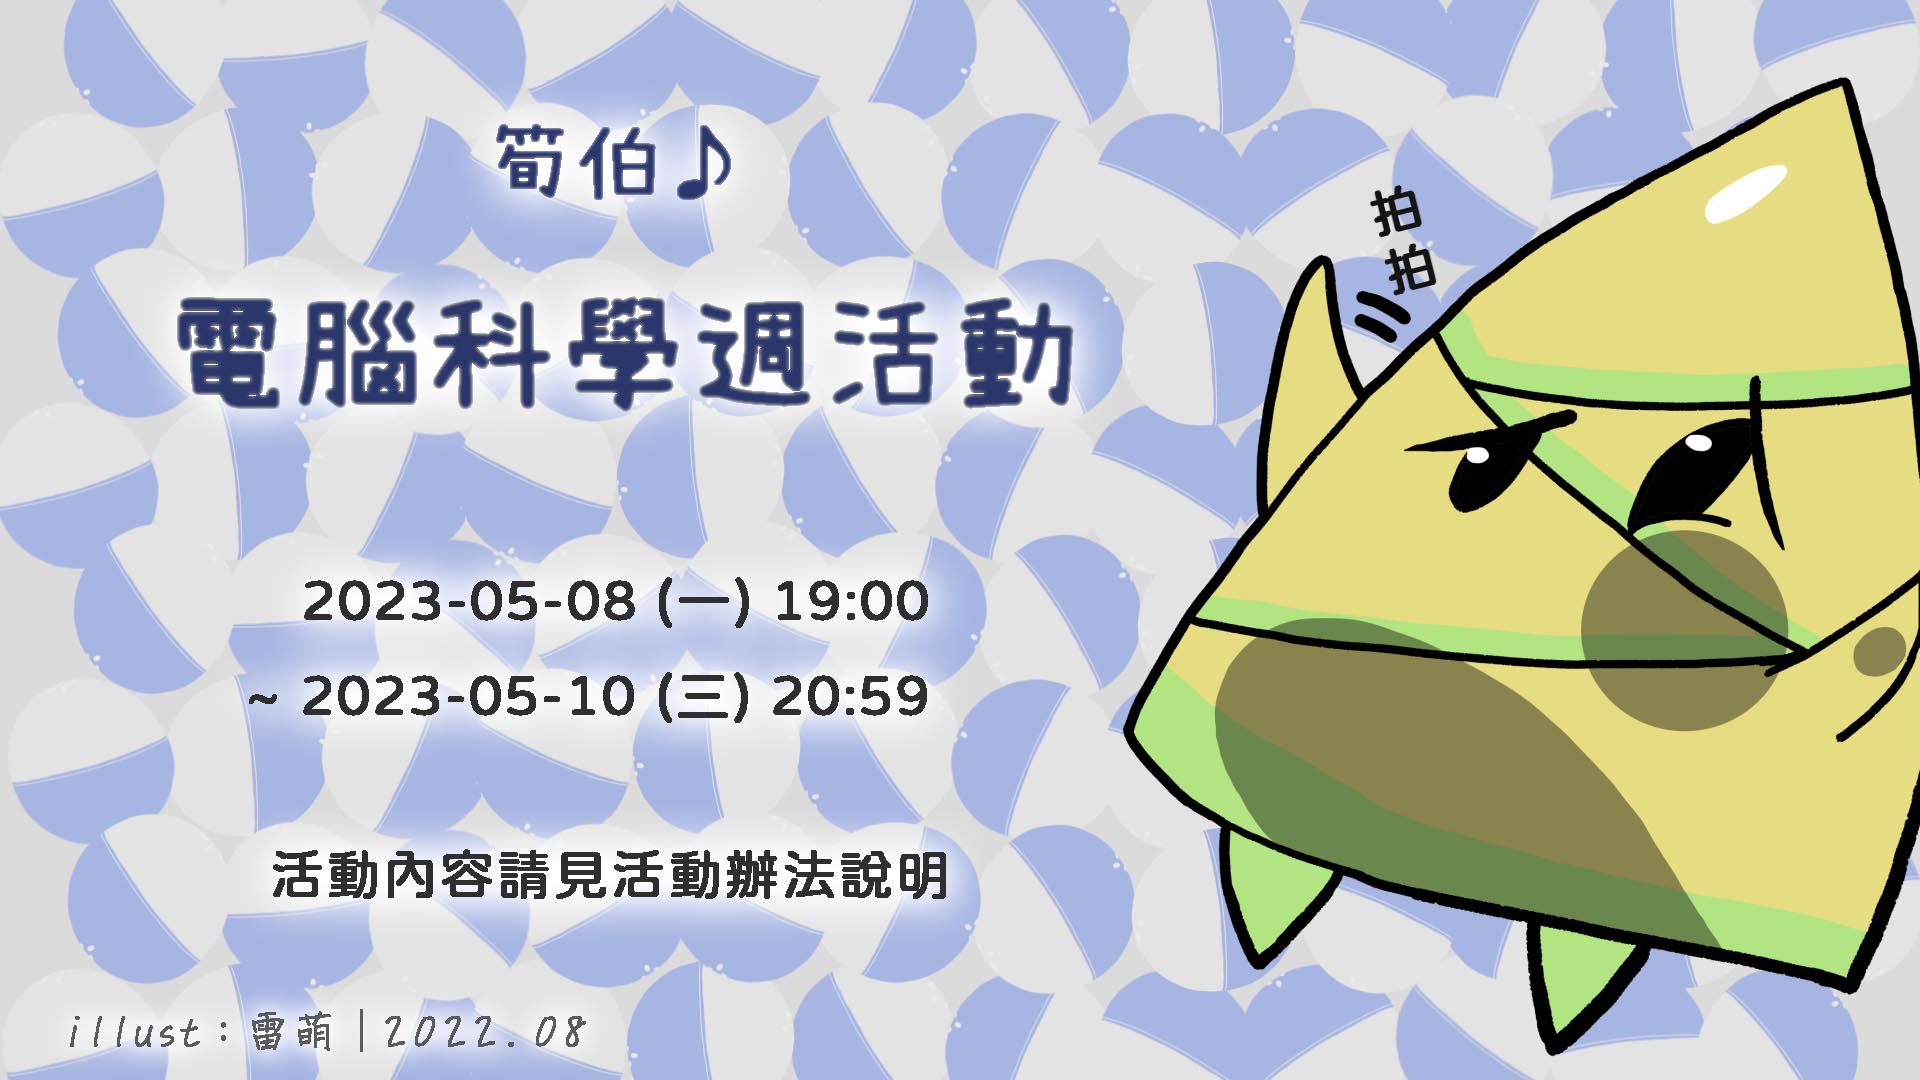 筍伯♪
電腦科學週活動
拍
拍
2023-05-08 (一) 19:00
~ 2023-05-10 (三) 20:59
活動內容請見活動辦法說明
illust：雷萌｜2022.08